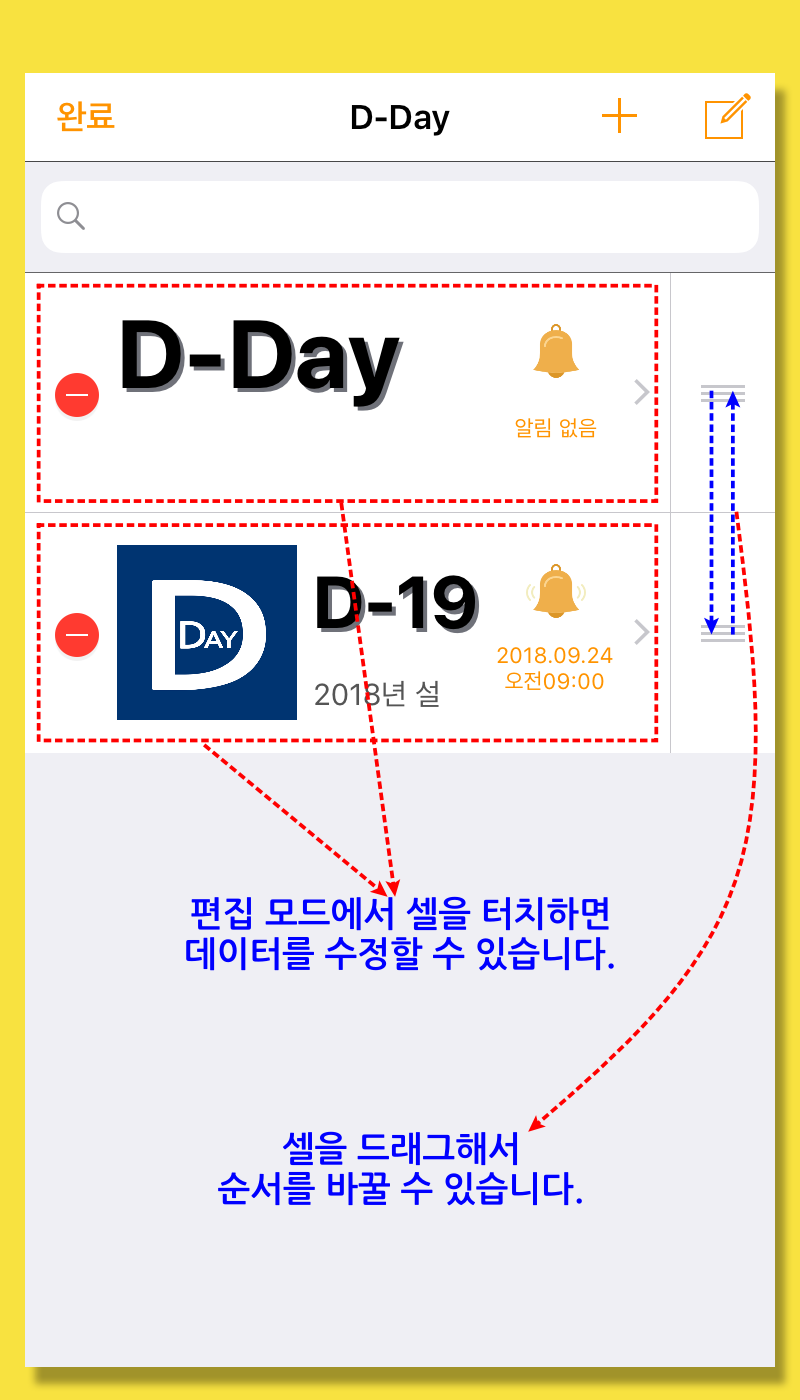 완료
D-Day
D-Day
알림 없음
DAY
D-19
2018년 설
2018.09.24
오전09:00
편집 모드에서 셀을 터치하면
데이터를 수정할 수 있습니다.
셀을 드래그해서
순서를 바꿀 수 있습니다.